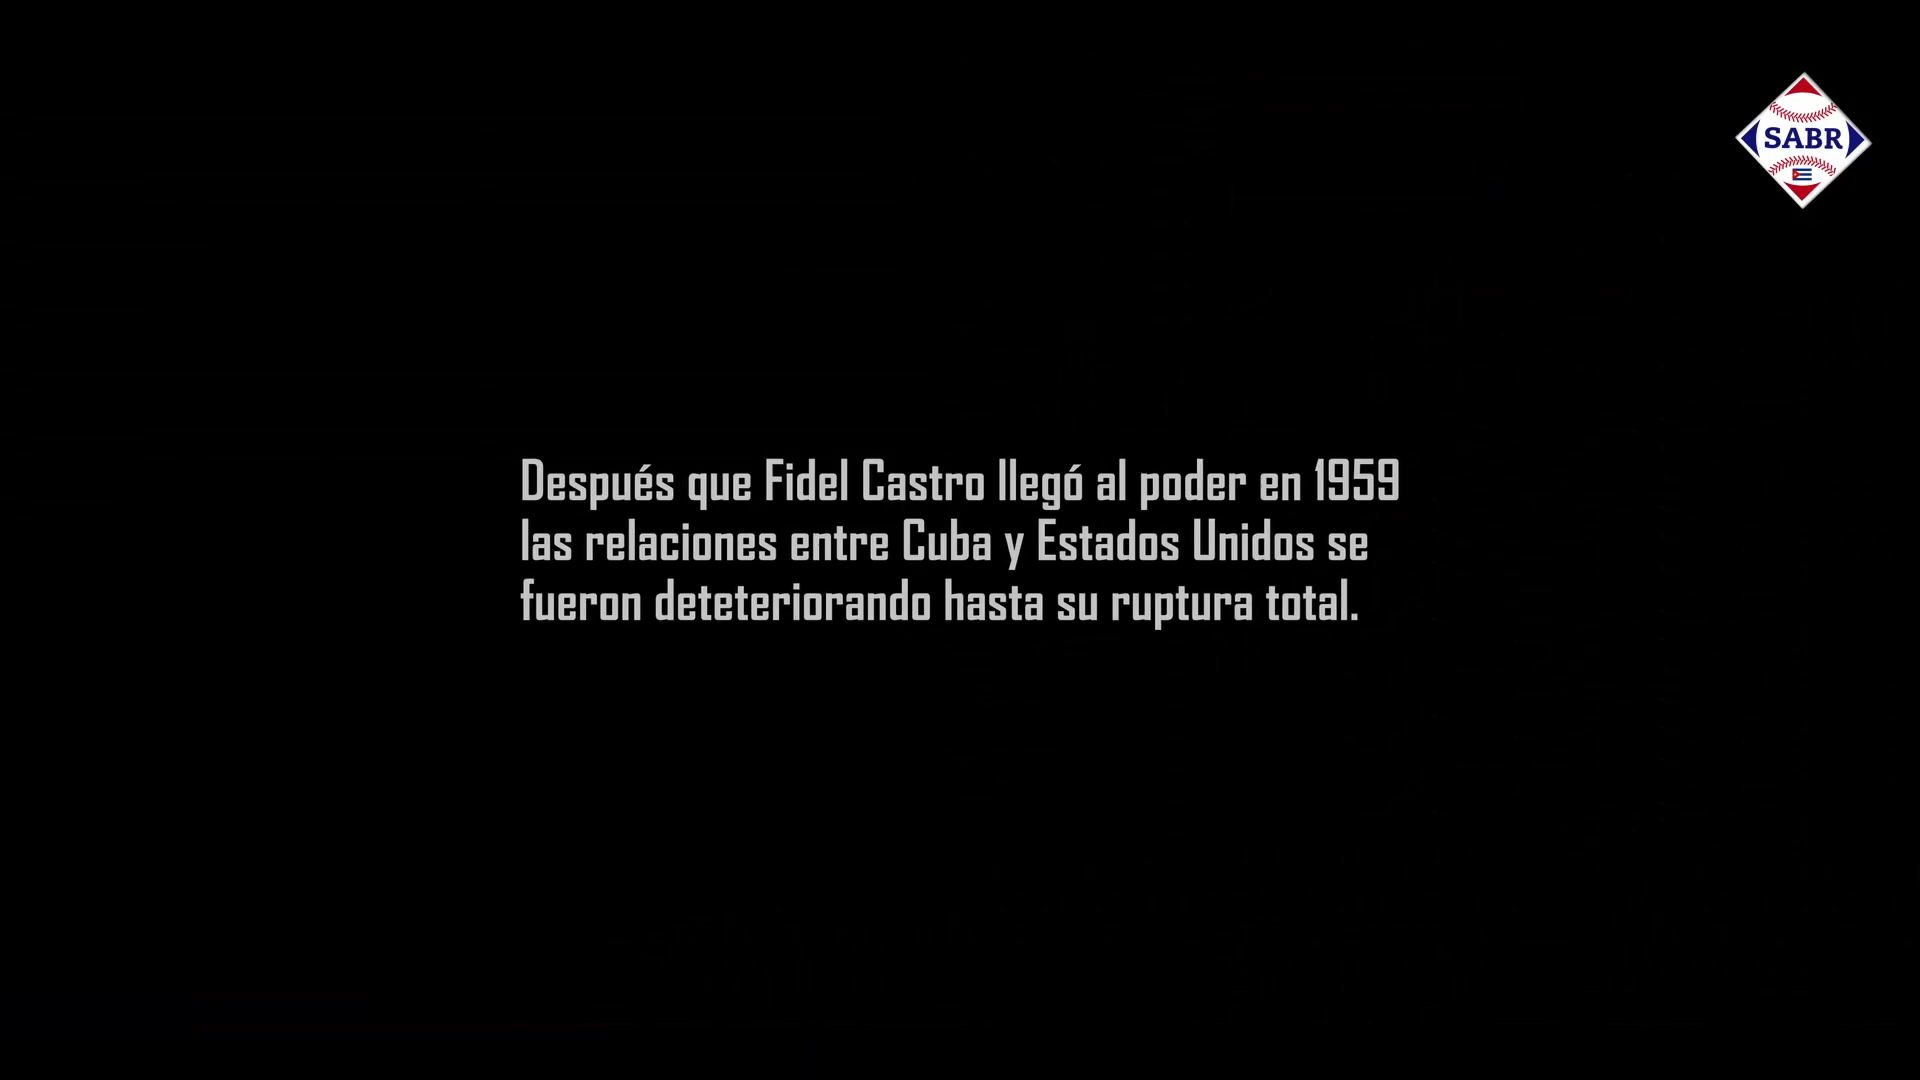 SABR
Después que Fidel Castro llegó al poder en 1959
las relaciones entre Cuba y Estados Unidos se
fueron deteteriorando hasta su ruptura total.